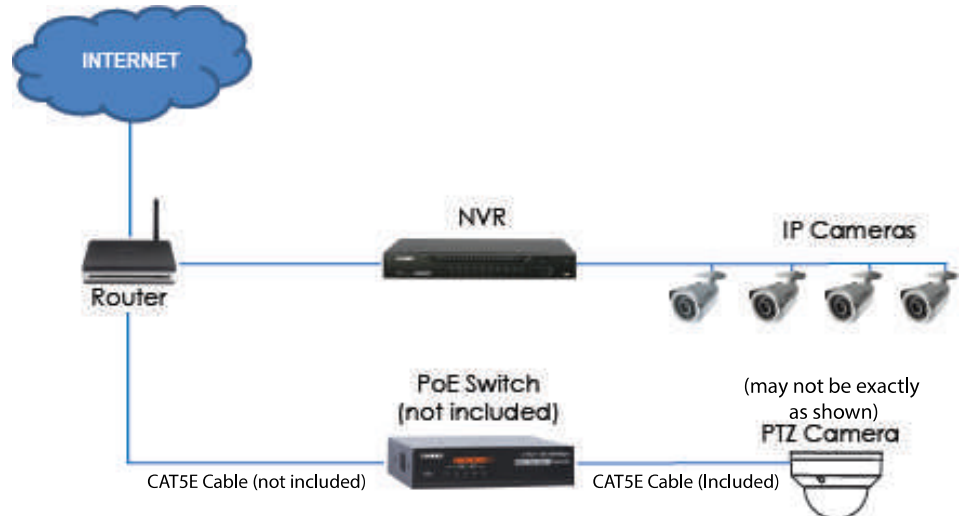 INTERNET
NVR
IP Cameras
Router
PoE Switch
(not included)
(may not be exactly
as shown)
PTZ Camera
CAT5E Cable (not included)
CAT5E Cable (Included)